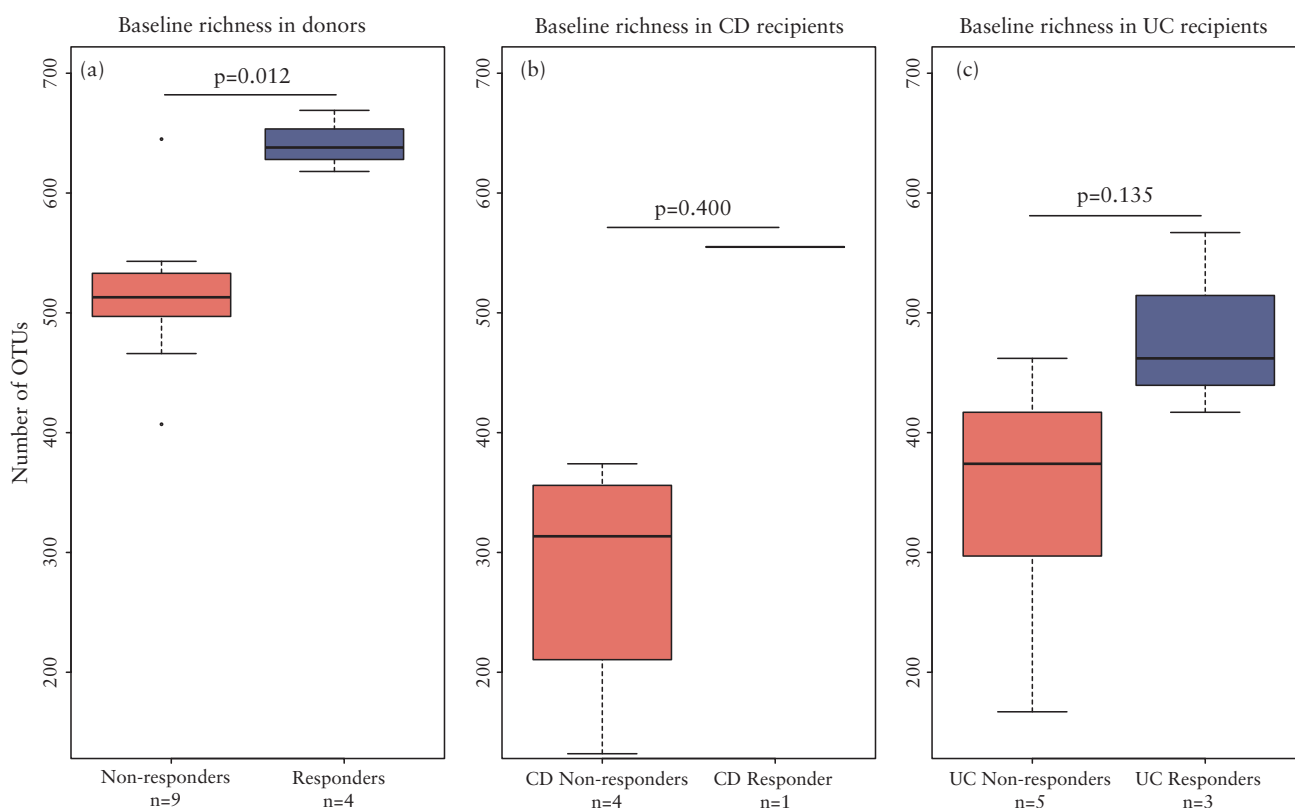 Baseline richness in donors
Baseline richness in CD recipients
Baseline richness in UC recipients
(a)
p=0.012
(b)
p=0.400
(c)
p=0.135
Number of OTUs
700
600
500
400
300
200
700
600
500
400
300
200
700
600
500
400
300
200
Non-responders
n=9
Responders
n=4
CD Non-responders
n=4
CD Responder
n=1
UC Non-responders
n=5
UC Responders
n=3